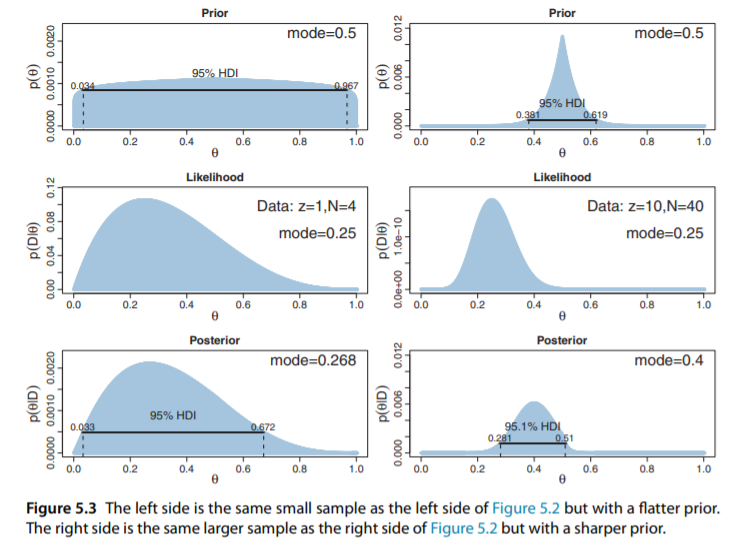 Prior
mode=0.5
95% HDI
0.034
0.967
p(θ)
0.0000 0.0010 0.0020
0.0 0.2 0.4 0.6 0.8 1.0
θ
Prior
mode=0.5
95% HDI
0.381
0.619
p(θ)
0.000 0.006 0.012
0.0 0.2 0.4 0.6 0.8 1.0
θ
Likelihood
Data: z=1,N=4
mode=0.25
p(D|θ)
0.00 0.04 0.08 0.12
0.0 0.2 0.4 0.6 0.8 1.0
θ
Likelihood
Data: z=10,N=40
mode=0.25
p(D|θ)
0.0e+00 1.0e−10
0.0 0.2 0.4 0.6 0.8 1.0
θ
Posterior
mode=0.268
95% HDI
0.033
0.672
p(θ|D)
0.0000 0.0010 0.0020
0.0 0.2 0.4 0.6 0.8 1.0
θ
Posterior
mode=0.4
95.1% HDI
0.281
0.51
p(θ|D)
0.000 0.006 0.012
0.0 0.2 0.4 0.6 0.8 1.0
θ
Figure 5.3 The left side is the same small sample as the left side of Figure 5.2 but with a flatter prior.
The right side is the same larger sample as the right side of Figure 5.2 but with a sharper prior.